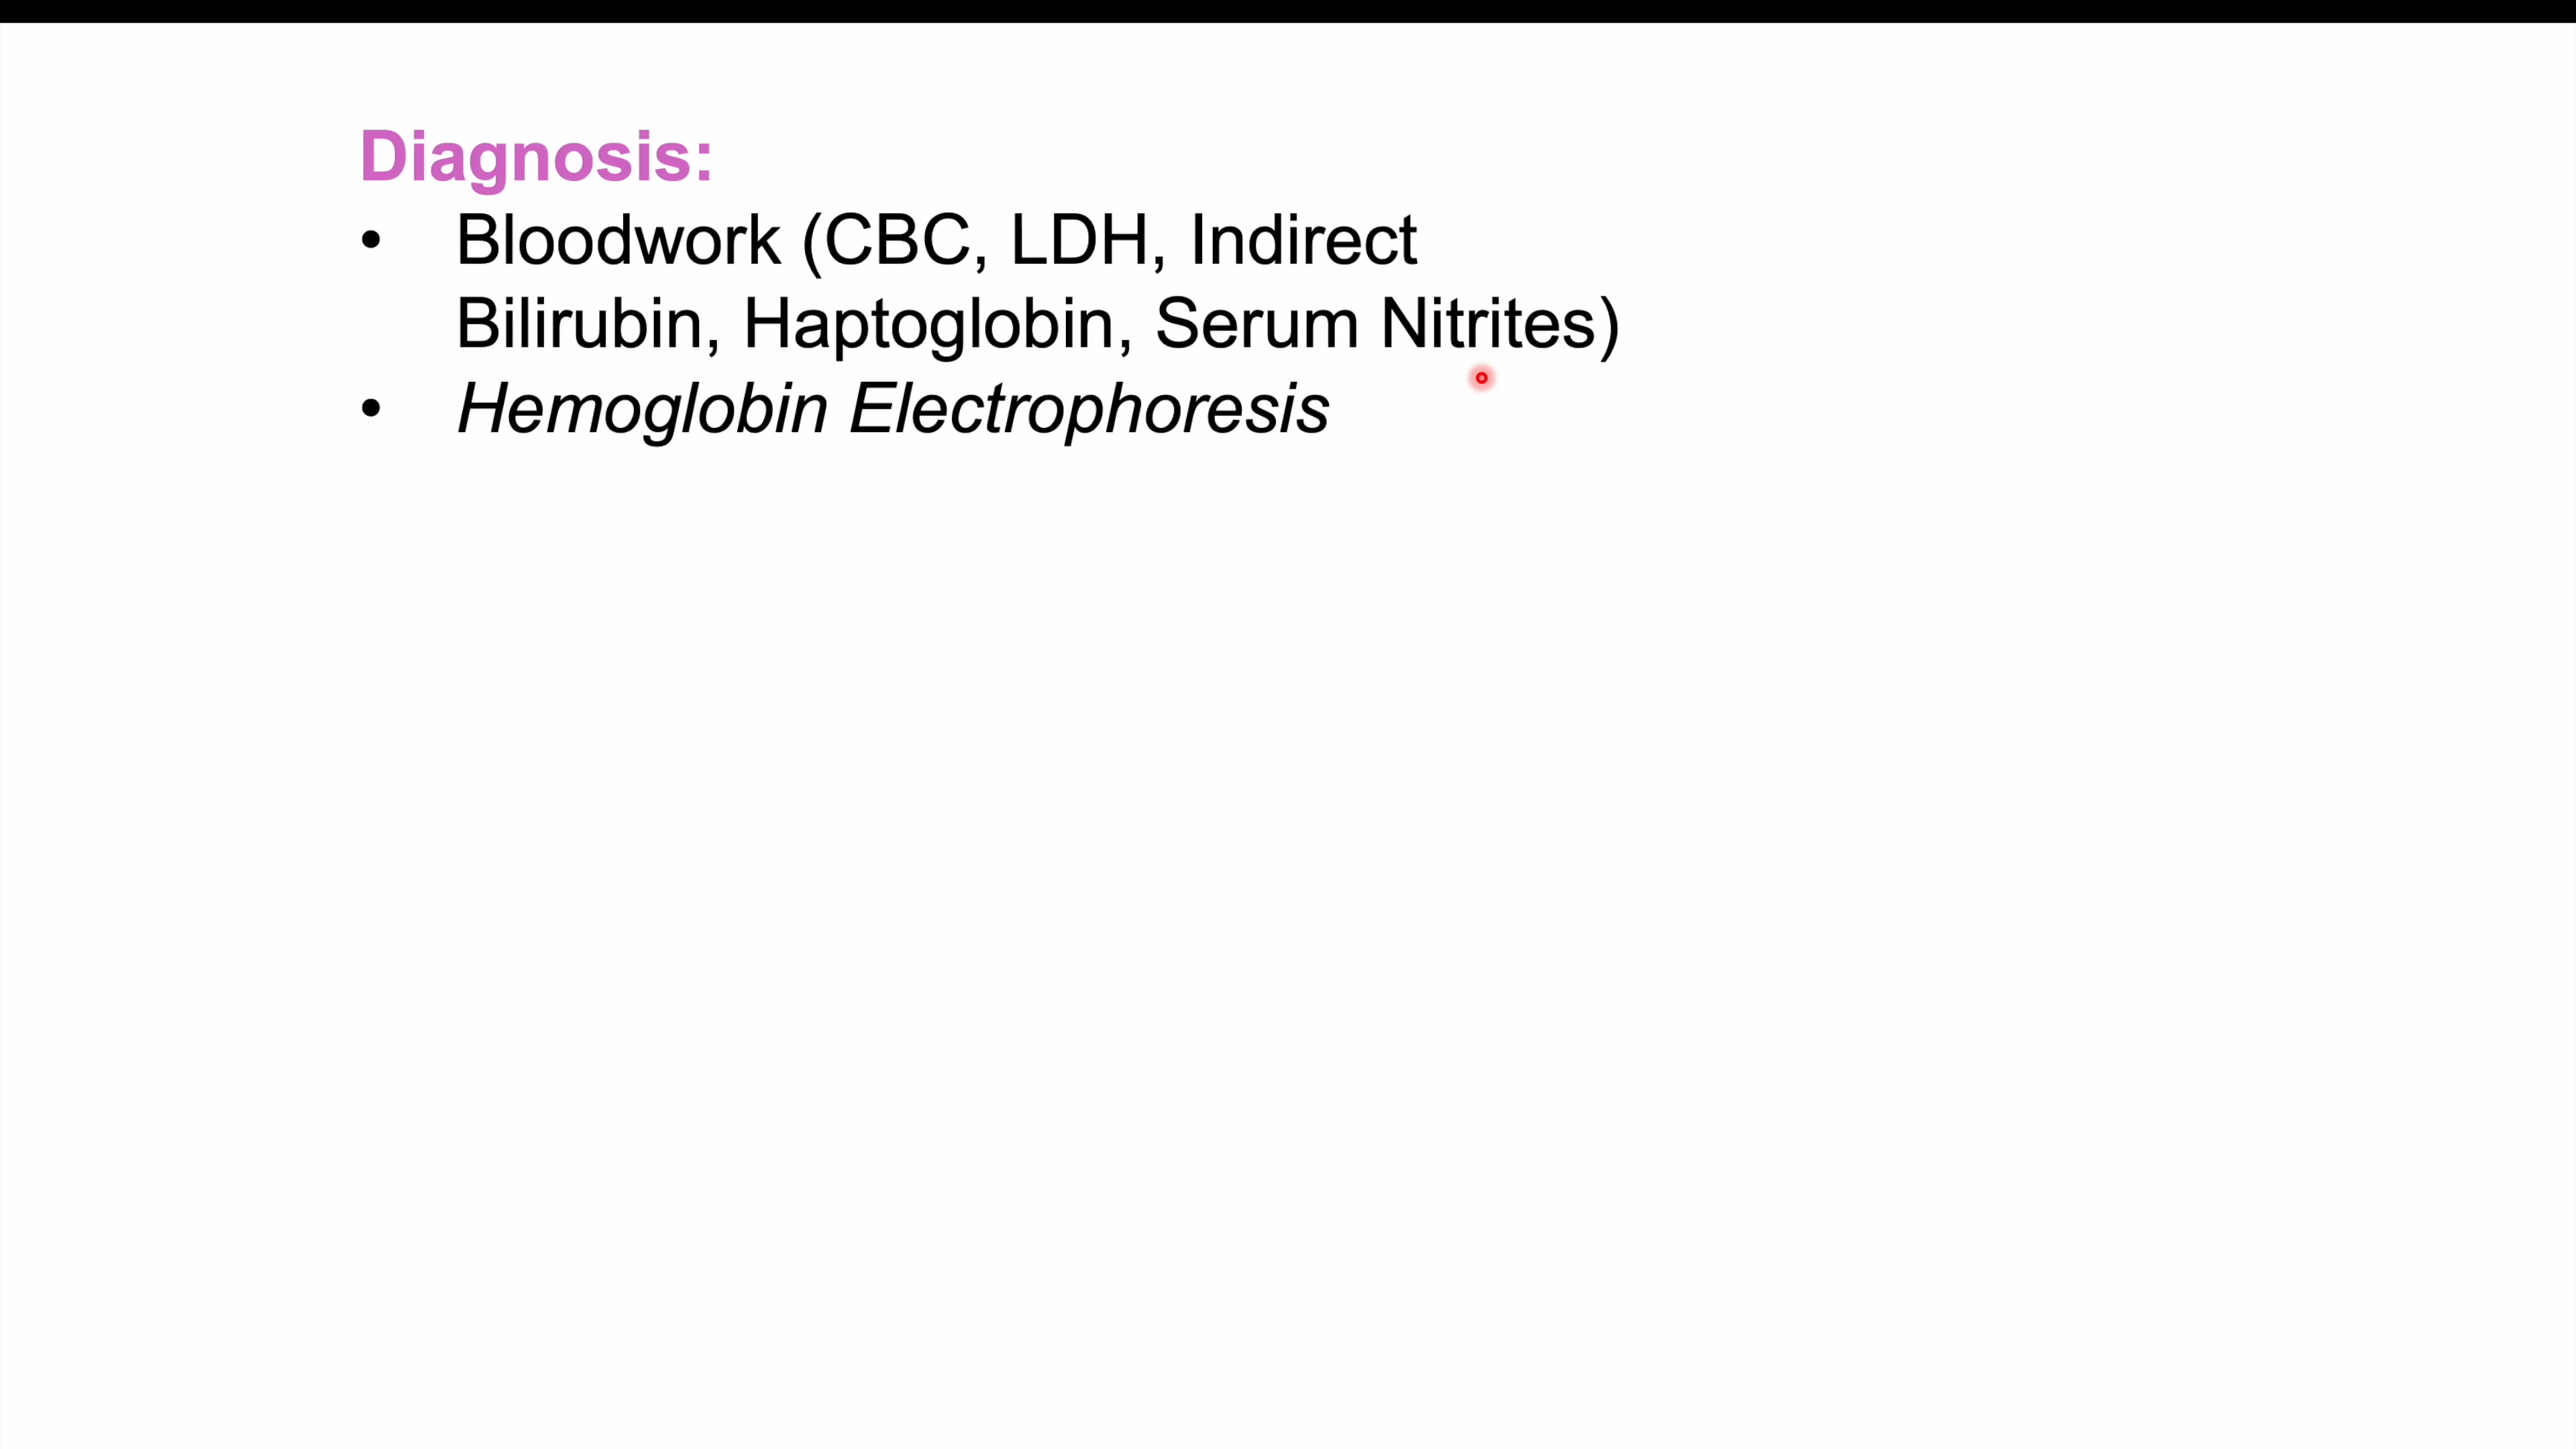 Diagnosis:
• Bloodwork (CBC, LDH, Indirect
Bilirubin, Haptoglobin, Serum Nitrites)
• Hemoglobin Electrophoresis